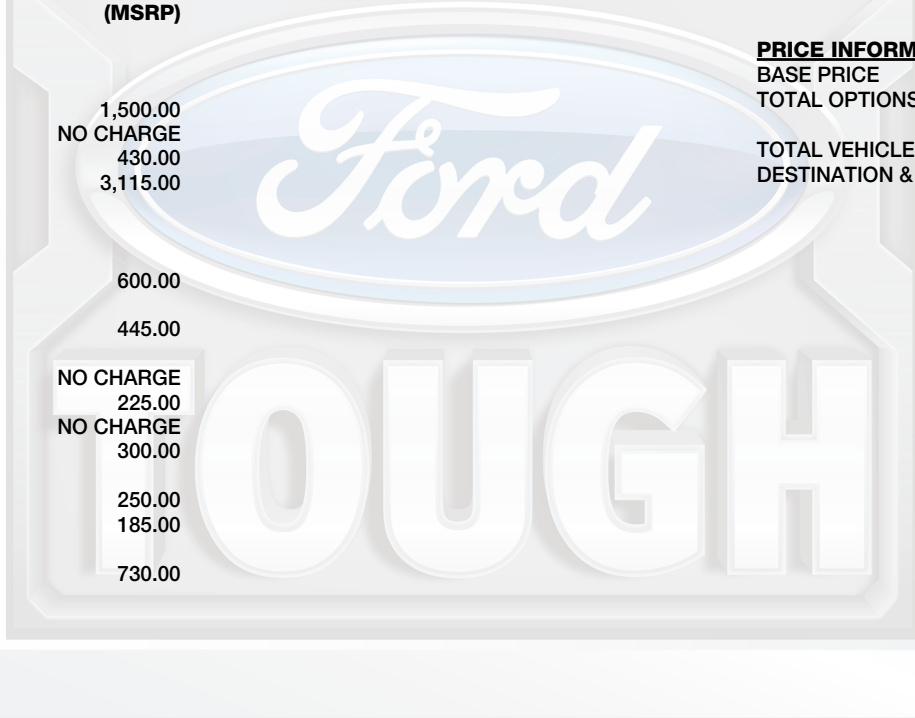 (MSRP)
1,500.00
NO CHARGE
430.00
3,115.00
600.00
445.00
NO CHARGE
225.00
NO CHARGE
300.00
250.00
185.00
730.00
PRICE INFORM
BASE PRICE
TOTAL OPTIONS
TOTAL VEHICLE
DESTINATION &
Ford
TOUGH